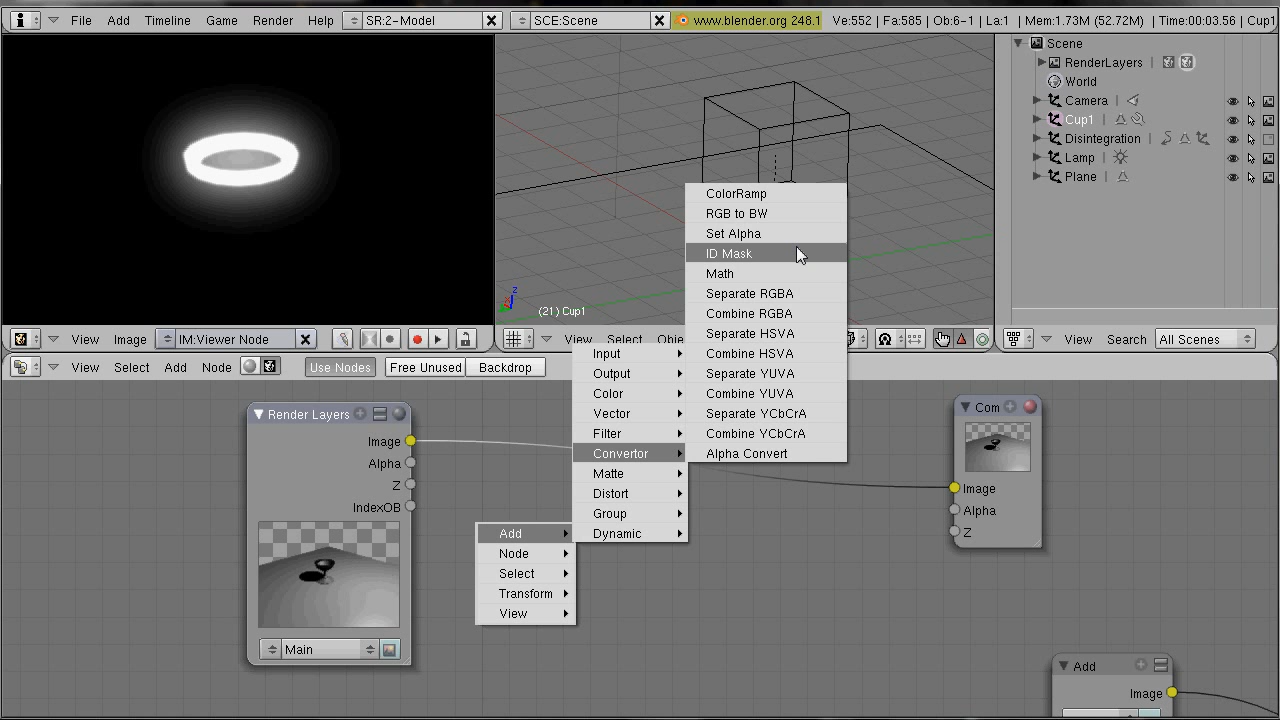 File Add Timeline Game Render Help SR:2-Model SCE:Scene www.blender.org 248.1 Ve:552 | Fa:585 | Ob:6-1 | La:1 | Mem:1.73M (52.72M) | Time:00:03.56 | Cup1
Scene
RenderLayers
World
Camera
Cup1
Disintegration
Lamp
Plane
z
x
(21) Cup1
View Image IM:Viewer Node
View Select Obje
View Search All Scenes
View Select Add Node Use Nodes Free Unused Backdrop
ColorRamp
RGB to BW
Set Alpha
ID Mask
Math
Separate RGBA
Combine RGBA
Separate HSVA
Combine HSVA
Separate YUVA
Combine YUVA
Separate YCbCrA
Combine YCbCrA
Alpha Convert
Input
Output
Color
Vector
Filter
Convertor
Matte
Distort
Group
Dynamic
Add
Node
Select
Transform
View
Render Layers
Image
Alpha
Z
IndexOB
Main
Com
Image
Alpha
Z
Add
Image